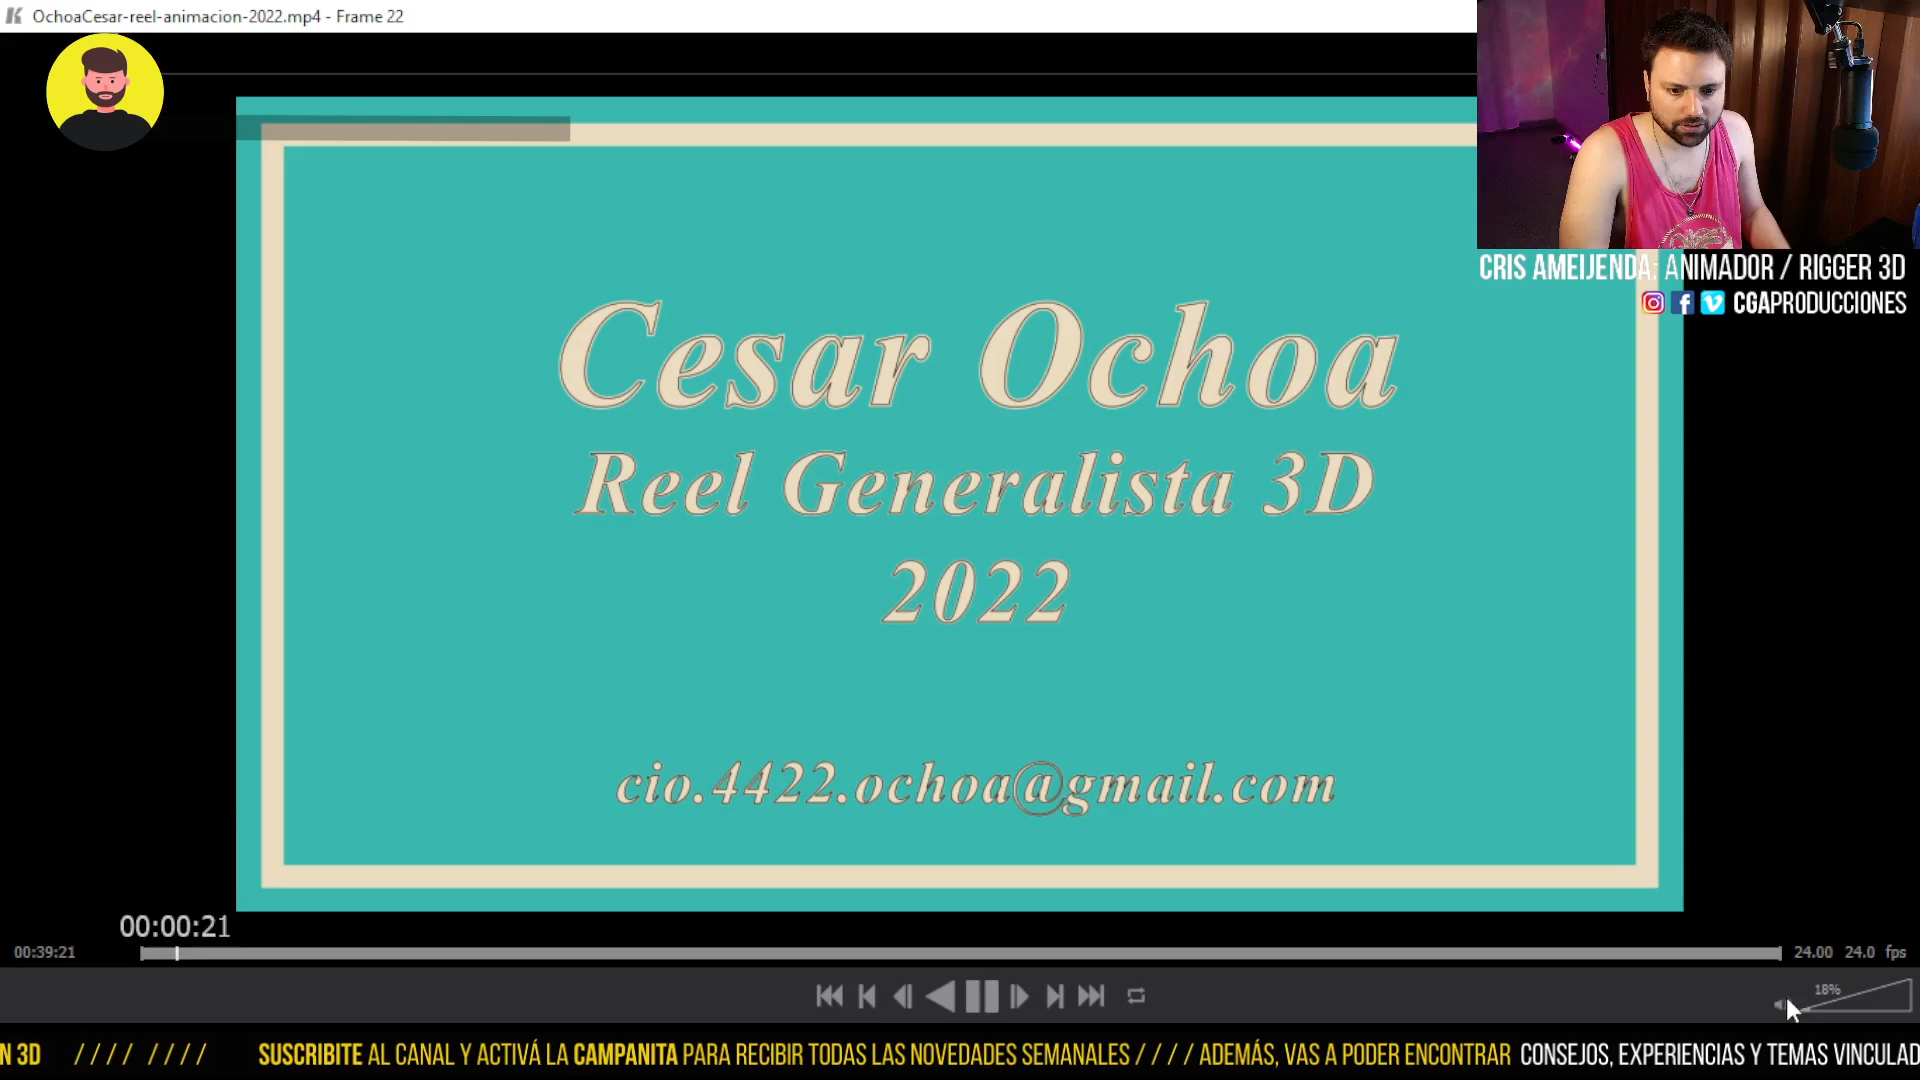 OchoaCesar-reel-animacion-2022.mp4 - Frame 22
CRIS AMEIJENDA: ANIMADOR / RIGGER 3D
CGAPRODUCCIONES
Cesar Ochoa
Reel Generalista 3D
2022
cio.4422.ochoa@gmail.com
00:00:21
00:39:21
24.00 24.0 fps
18%
N 3D //// //// SUSCRIBITE AL CANAL Y ACTIVÁ LA CAMPANITA PARA RECIBIR TODAS LAS NOVEDADES SEMANALES //// ADEMÁS, VAS A PODER ENCONTRAR CONSEJOS, EXPERIENCIAS Y TEMAS VINCULAD